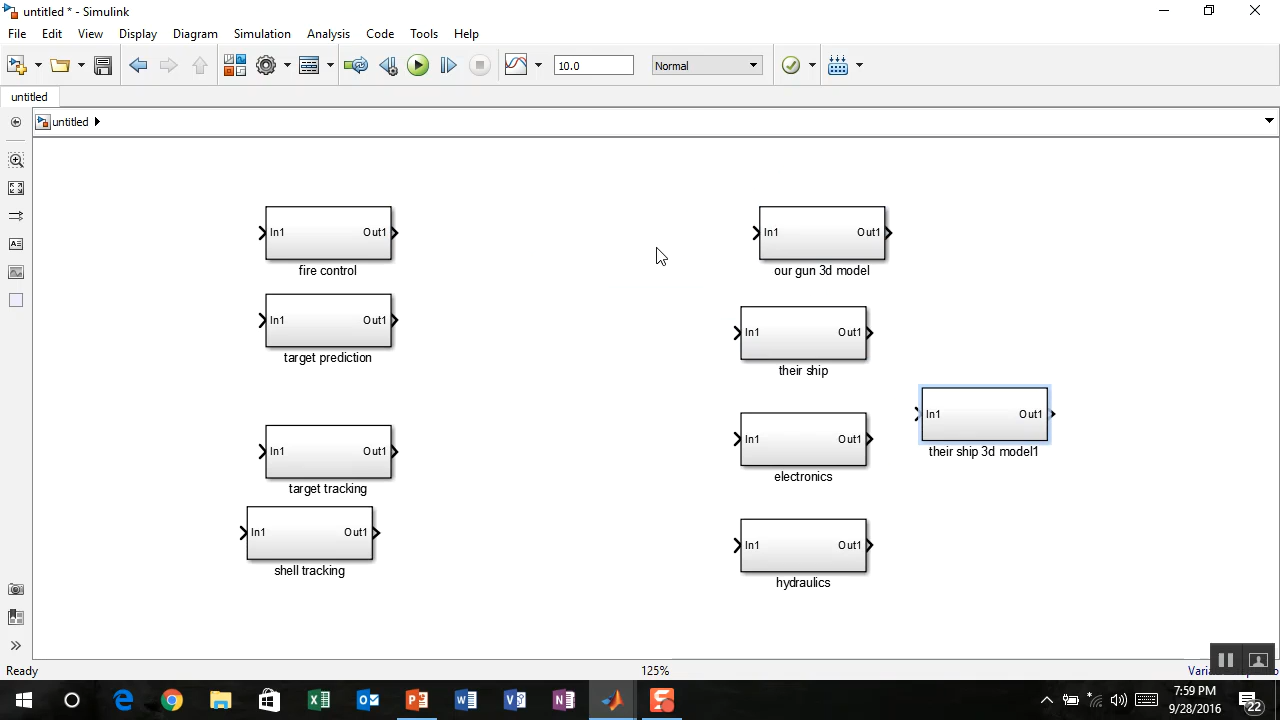 untitled * - Simulink
File Edit View Display Diagram Simulation Analysis Code Tools Help
10.0 Normal
untitled
untitled
In1 Out1
fire control
In1 Out1
target prediction
In1 Out1
target tracking
In1 Out1
shell tracking
In1 Out1
our gun 3d model
In1 Out1
their ship
In1 Out1
their ship 3d model1
In1 Out1
electronics
In1 Out1
hydraulics
Ready 125%
7:59 PM
9/28/2016
22